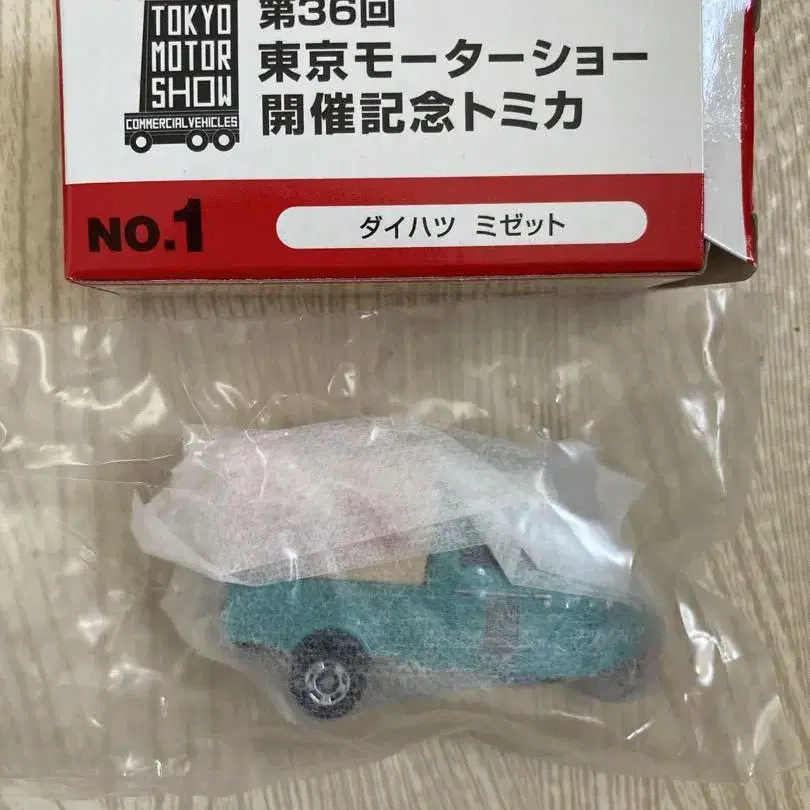 TOKYO
MOTOR
SHOW
COMMERCIAL VEHICLES
第36回
東京モーターショー
開催記念トミカ
NO.1
ダイハツ ミゼット